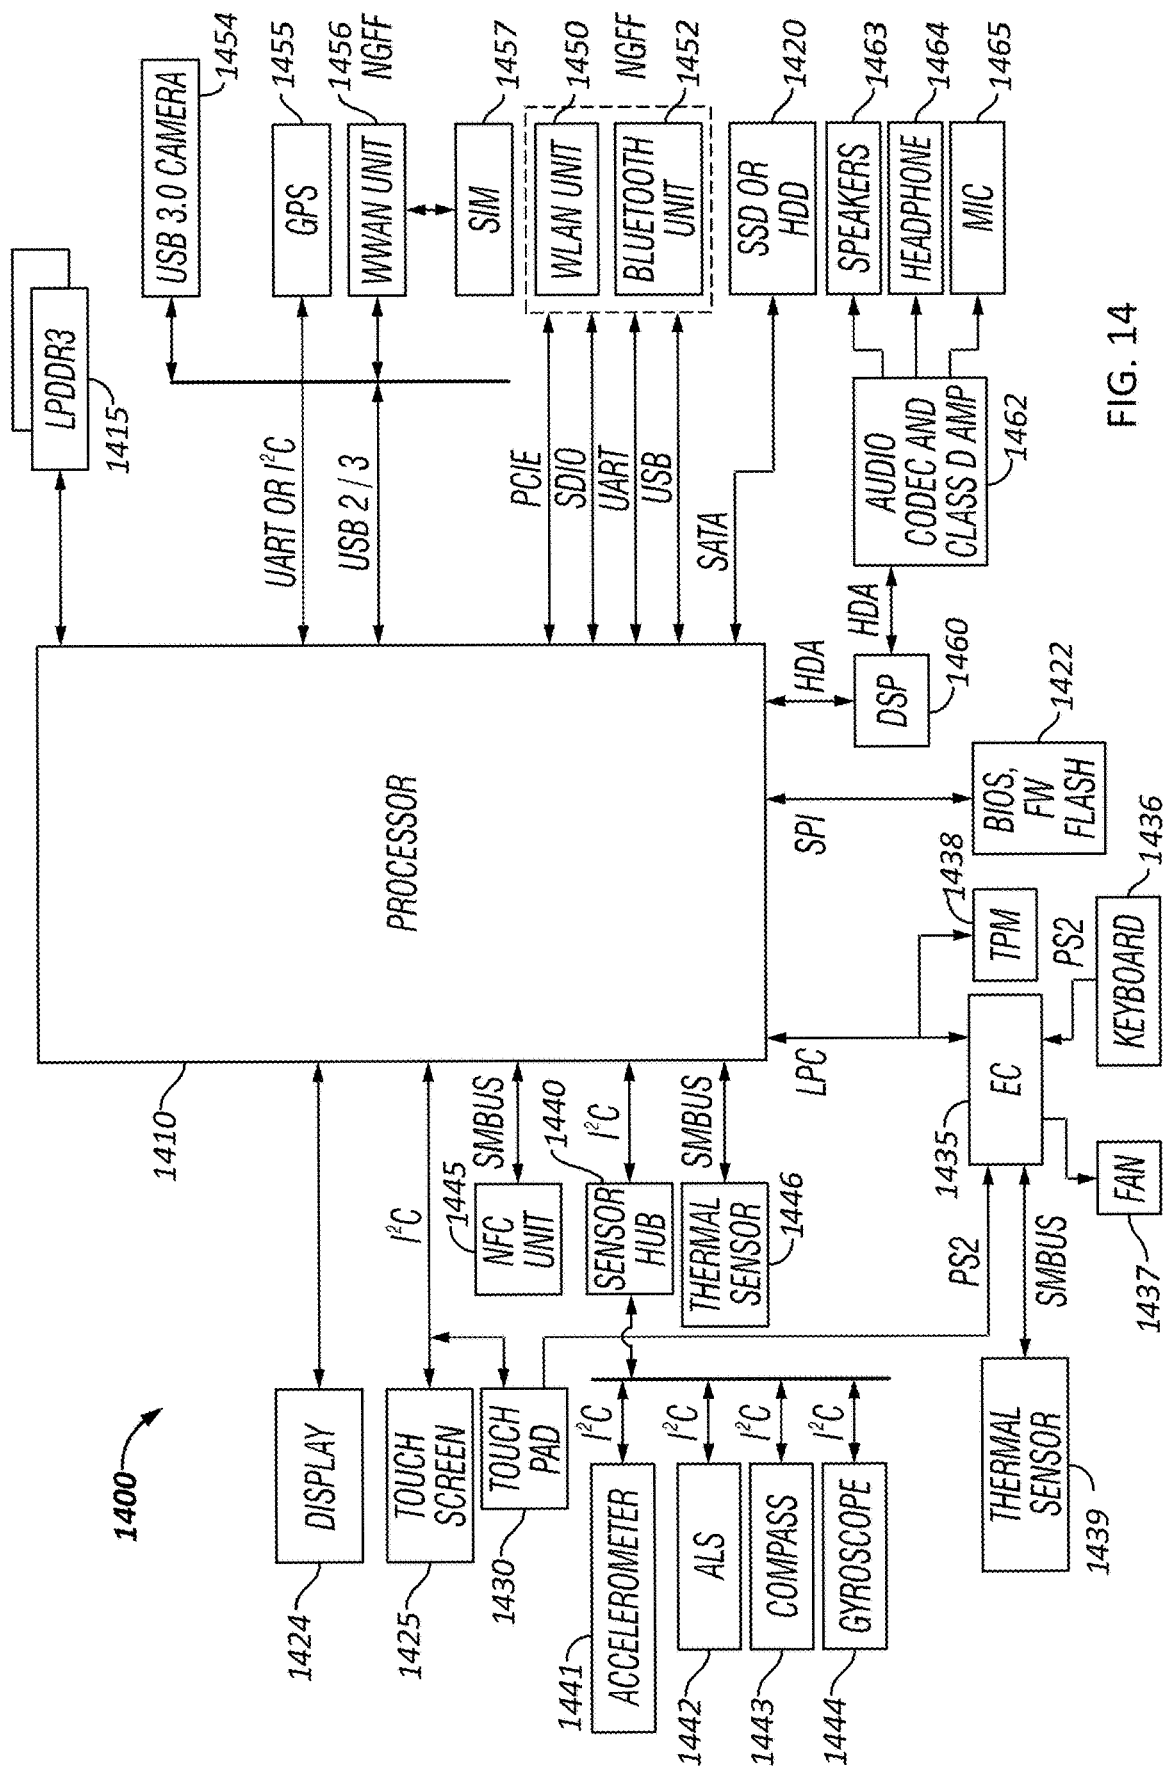 1400
LPDDR3
1415
USB 3.0 CAMERA
1454
GPS
1455
UART OR I²C
WWAN UNIT
1456
NGFF
USB 2 / 3
SIM
1457
WLAN UNIT
1450
BLUETOOTH
UNIT
NGFF
1452
PCIE
SDIO
UART
USB
SSD OR
HDD
1420
SATA
SPEAKERS
1463
HEADPHONE
1464
MIC
1465
AUDIO
CODEC AND
CLASS D AMP
1462
HDA
DSP
1460
HDA
PROCESSOR
1410
DISPLAY
1424
TOUCH
SCREEN
1425
I²C
TOUCH
PAD
1430
NFC
UNIT
1445
SMBUS
SENSOR
HUB
1440
I²C
THERMAL
SENSOR
1446
SMBUS
ACCELEROMETER
1441
I²C
ALS
1442
I²C
COMPASS
1443
I²C
GYROSCOPE
1444
I²C
THERMAL
SENSOR
1439
SMBUS
PS2
EC
1435
LPC
FAN
1437
KEYBOARD
1436
PS2
TPM
1438
SPI
BIOS,
FW
FLASH
1422
FIG. 14